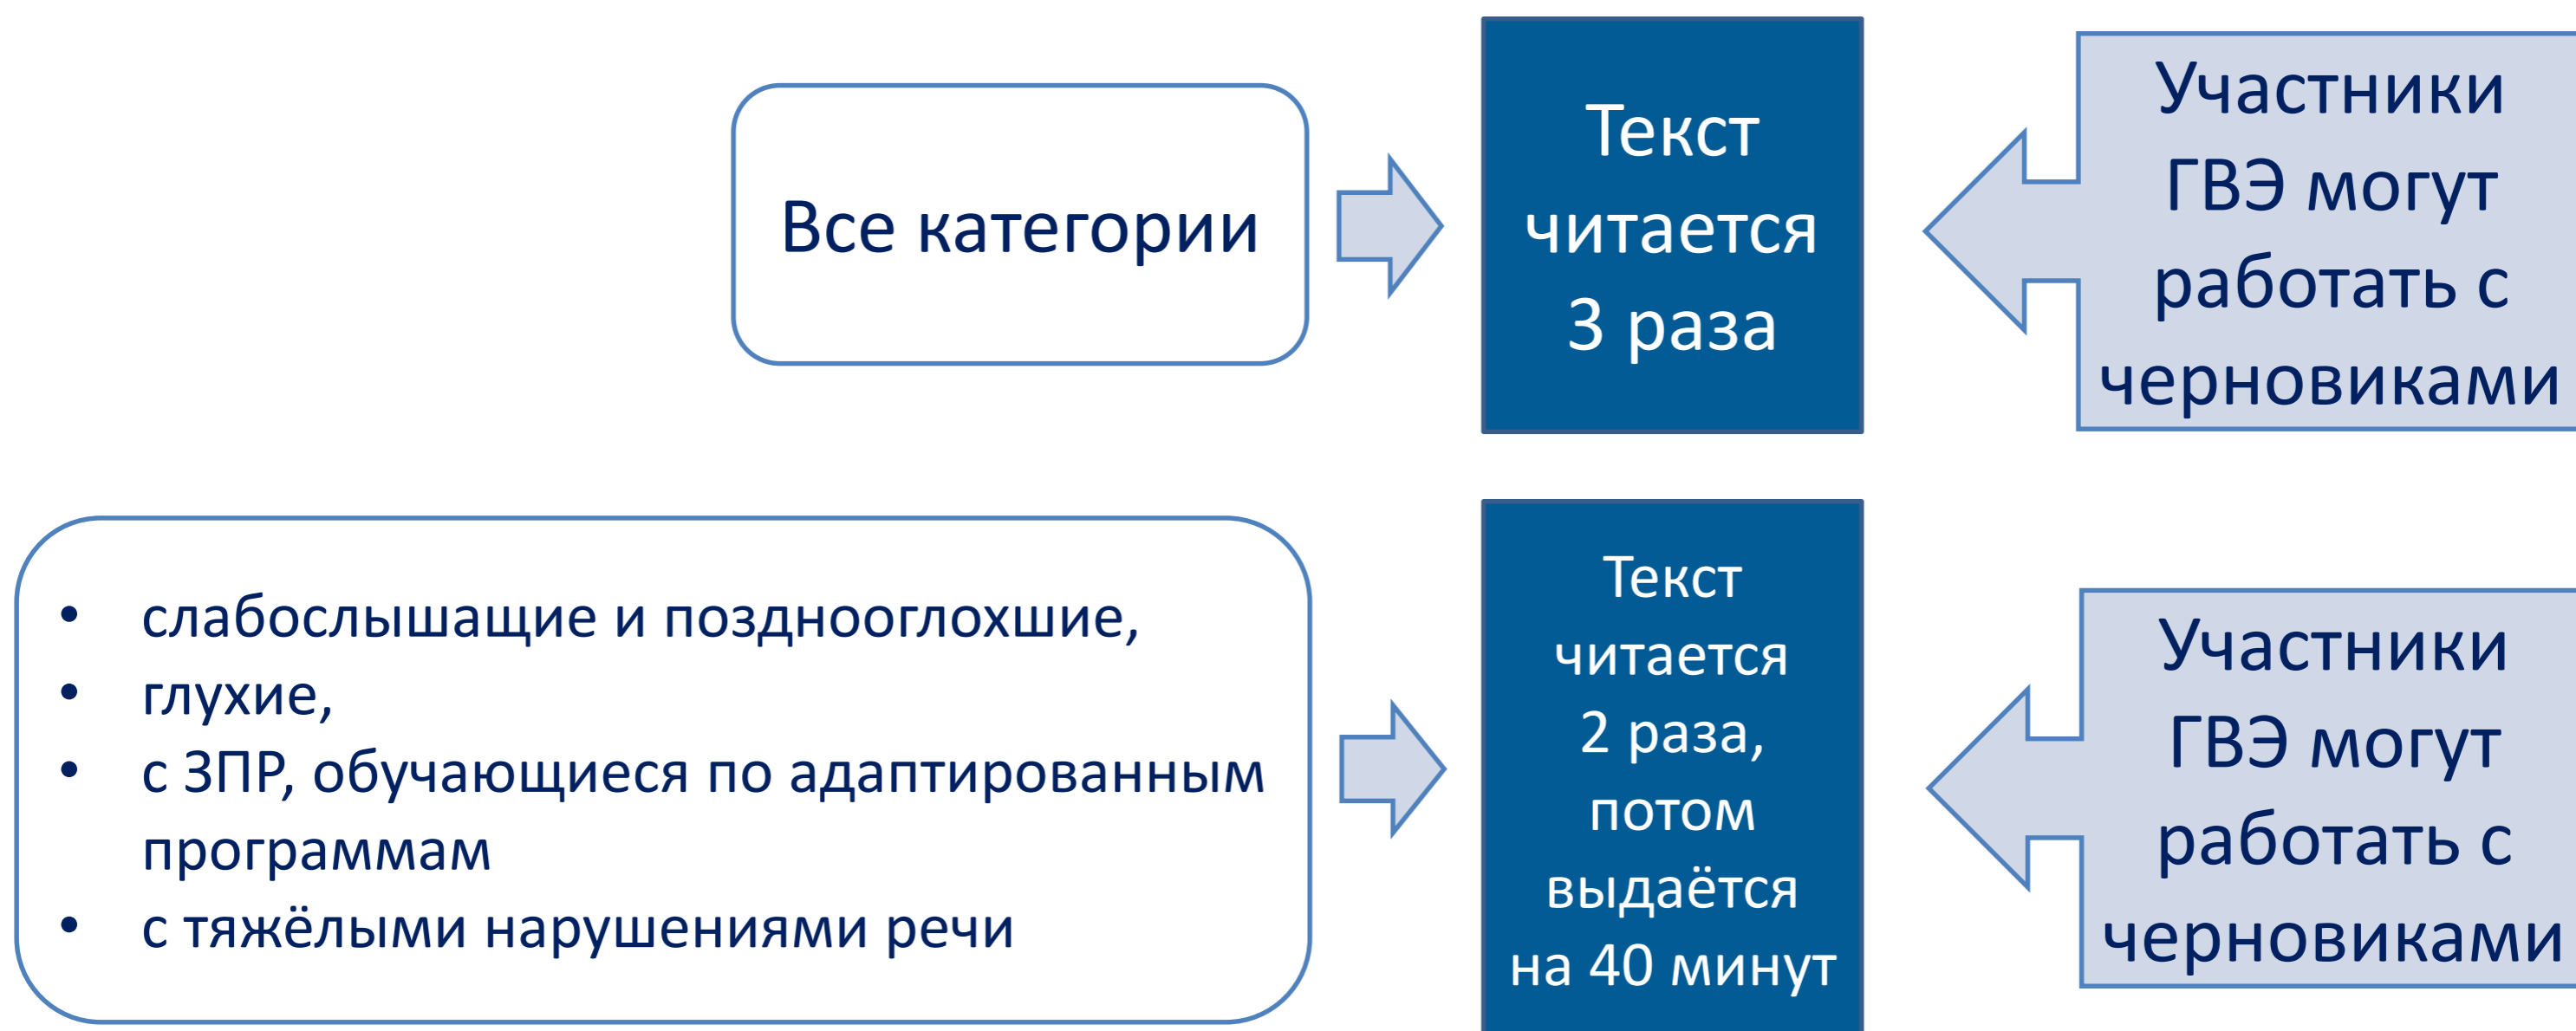 Все категории
Текст
читается
3 раза
Участники
ГВЭ могут
работать с
черновиками
• слабослышащие и позднооглохшие,
• глухие,
• с ЗПР, обучающиеся по адаптированным
программам
• с тяжёлыми нарушениями речи
Текст
читается
2 раза,
потом
выдаётся
на 40 минут
Участники
ГВЭ могут
работать с
черновиками